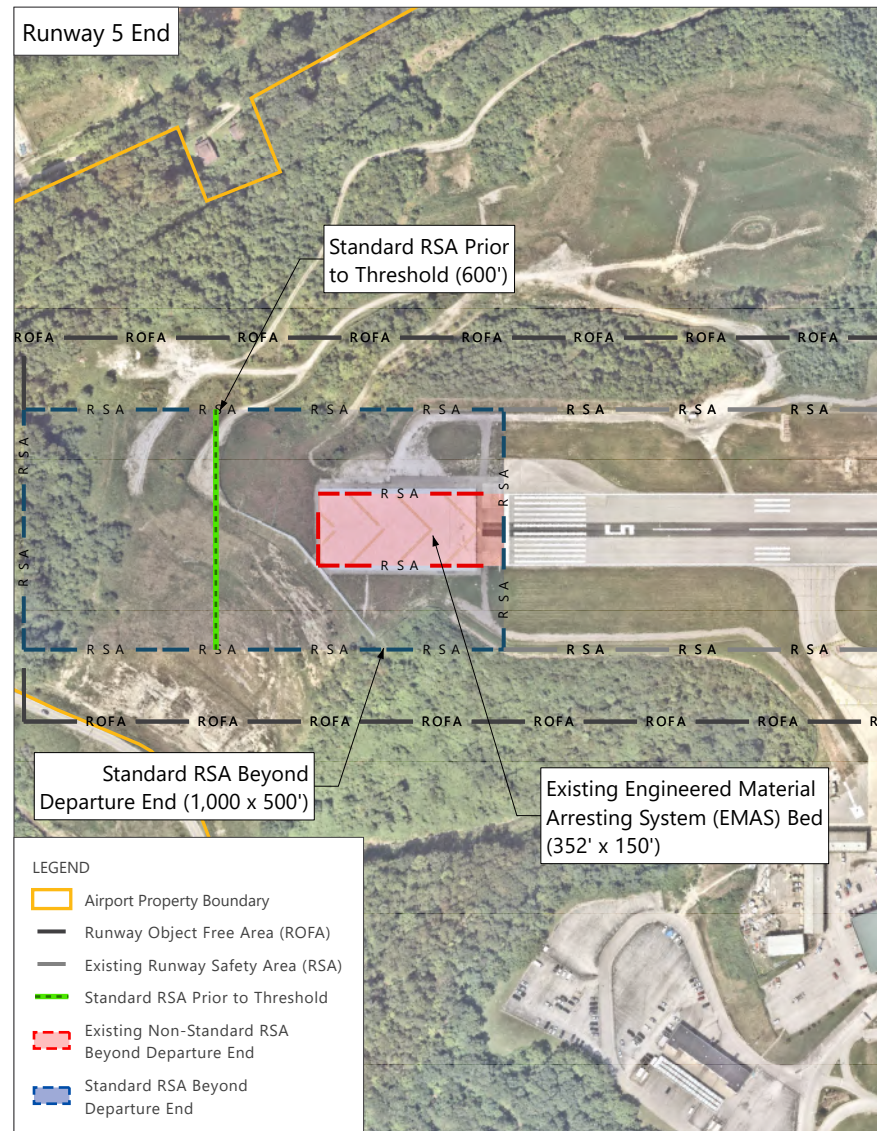 Runway 5 End
Standard RSA Prior
to Threshold (600')
ROFA ROFA ROFA ROFA ROFA ROFA ROFA ROFA
RSA RSA RSA RSA RSA RSA RSA
RSA
RSA
RSA
5
RSA
RSA
RSA
RSA RSA RSA RSA RSA RSA RSA
ROFA ROFA ROFA ROFA ROFA ROFA ROFA R
Standard RSA Beyond
Departure End (1,000 x 500')
Existing Engineered Material
Arresting System (EMAS) Bed
(352' x 150')
LEGEND
Airport Property Boundary
Runway Object Free Area (ROFA)
Existing Runway Safety Area (RSA)
Standard RSA Prior to Threshold
Existing Non-Standard RSA
Beyond Departure End
Standard RSA Beyond
Departure End